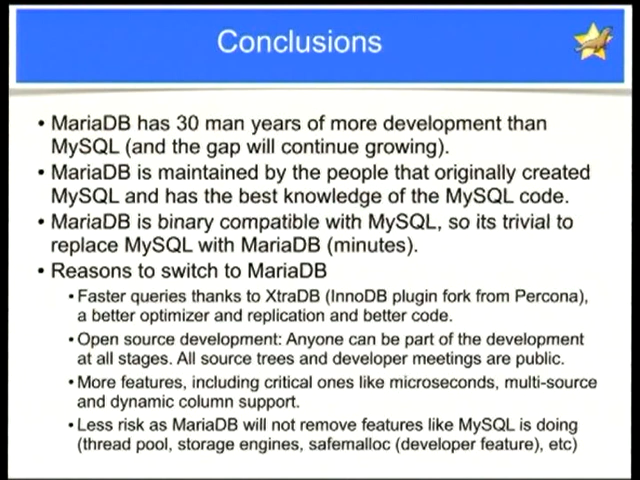 Conclusions
• MariaDB has 30 man years of more development than
MySQL (and the gap will continue growing).
• MariaDB is maintained by the people that originally created
MySQL and has the best knowledge of the MySQL code.
• MariaDB is binary compatible with MySQL, so its trivial to
replace MySQL with MariaDB (minutes).
• Reasons to switch to MariaDB
• Faster queries thanks to XtraDB (InnoDB plugin fork from Percona),
a better optimizer and replication and better code.
• Open source development: Anyone can be part of the development
at all stages. All source trees and developer meetings are public.
• More features, including critical ones like microseconds, multi-source
and dynamic column support.
• Less risk as MariaDB will not remove features like MySQL is doing
(thread pool, storage engines, safemalloc (developer feature), etc)